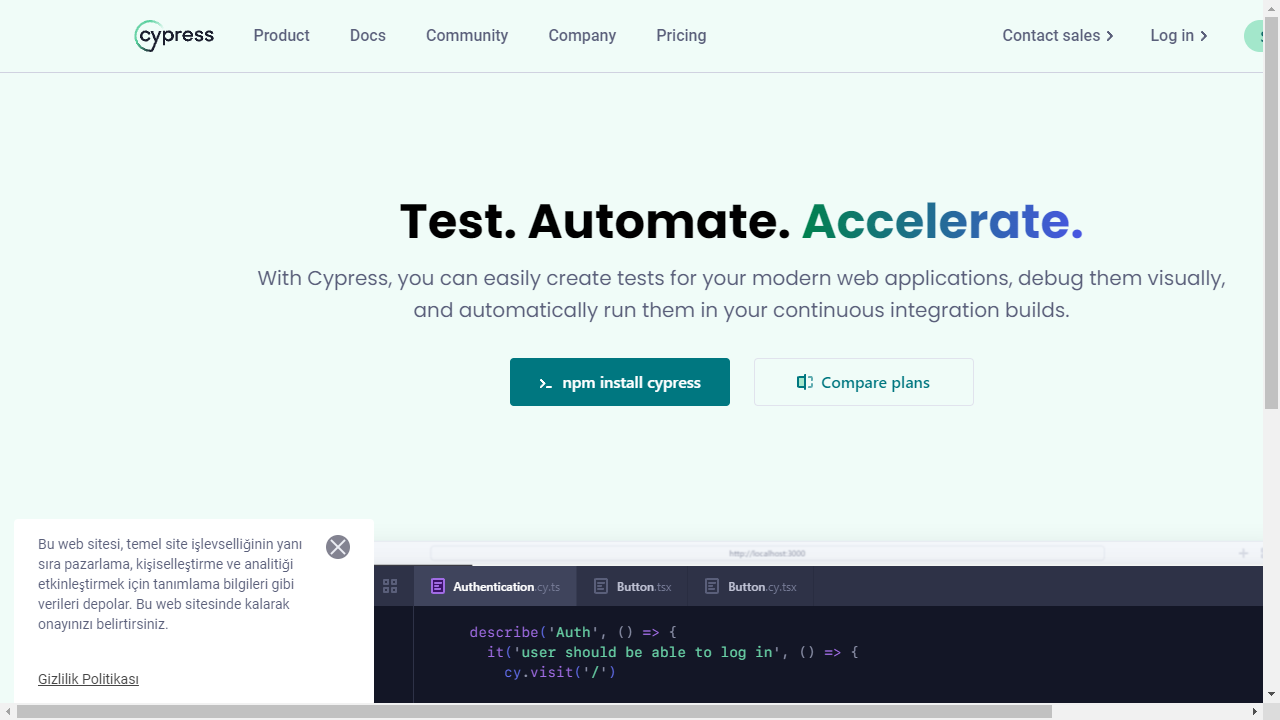 cypress
Product Docs Community Company Pricing
Contact sales Log in
Test. Automate. Accelerate.
With Cypress, you can easily create tests for your modern web applications, debug them visually,
and automatically run them in your continuous integration builds.
npm install cypress
Compare plans
Bu web sitesi, temel site işlevselliğinin yanı
sıra pazarlama, kişiselleştirme ve analitiği
etkinleştirmek için tanımlama bilgileri gibi
verileri depolar. Bu web sitesinde kalarak
onayınızı belirtirsiniz.
Gizlilik Politikası
http://localhost:3000
Authentication.cy.ts Button.tsx Button.cy.tsx
describe('Auth', () => {
it('user should be able to log in', () => {
cy.visit('/')